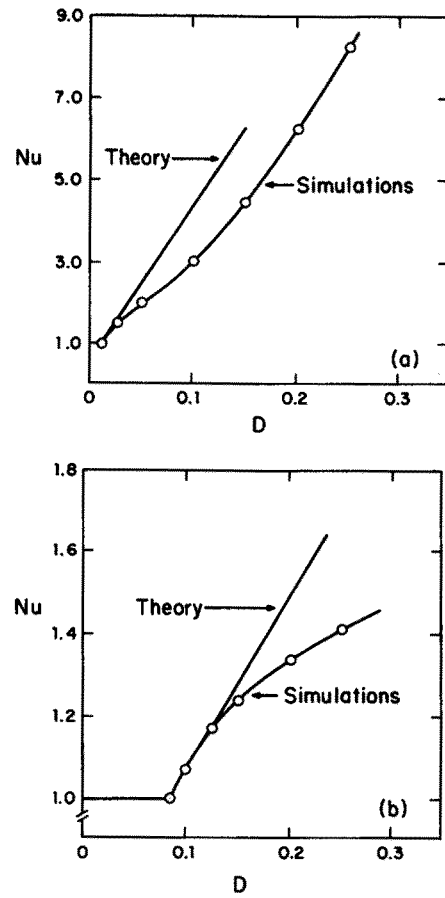 9.0
7.0
Nu
Theory
5.0
Simulations
3.0
1.0
(a)
0
0.1
0.2
0.3
D
1.8
1.6
Nu
Theory
1.4
Simulations
1.2
1.0
(b)
0
0.1
0.2
0.3
D